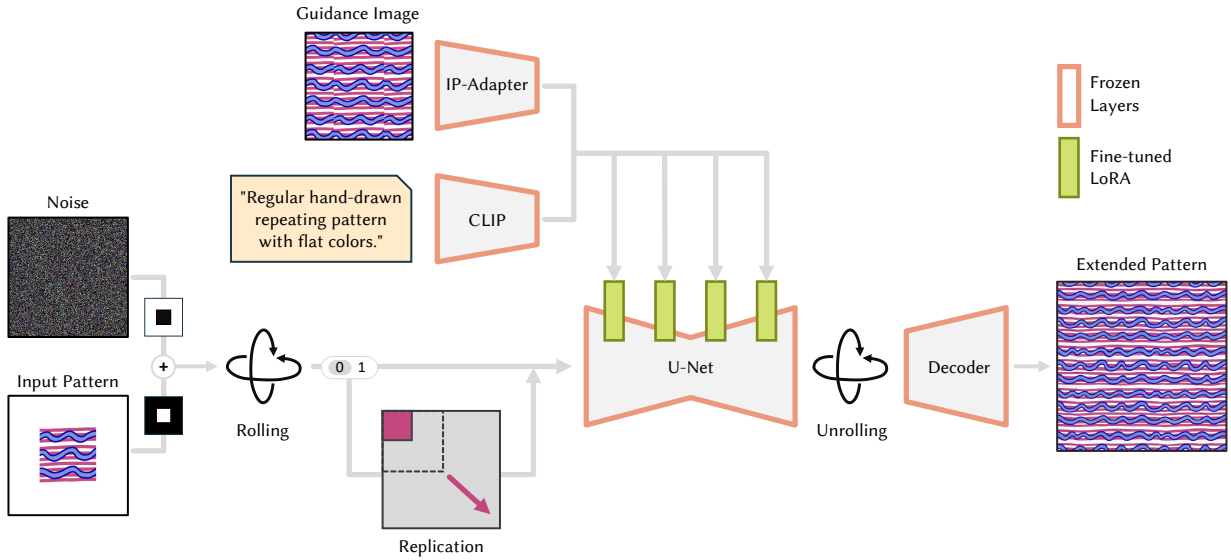 Guidance Image
IP-Adapter
Frozen
Layers
Fine-tuned
LoRA
"Regular hand-drawn
repeating pattern
with flat colors."
CLIP
Noise
Extended Pattern
+
0 1
U-Net
Decoder
Input Pattern
Rolling
Unrolling
Replication